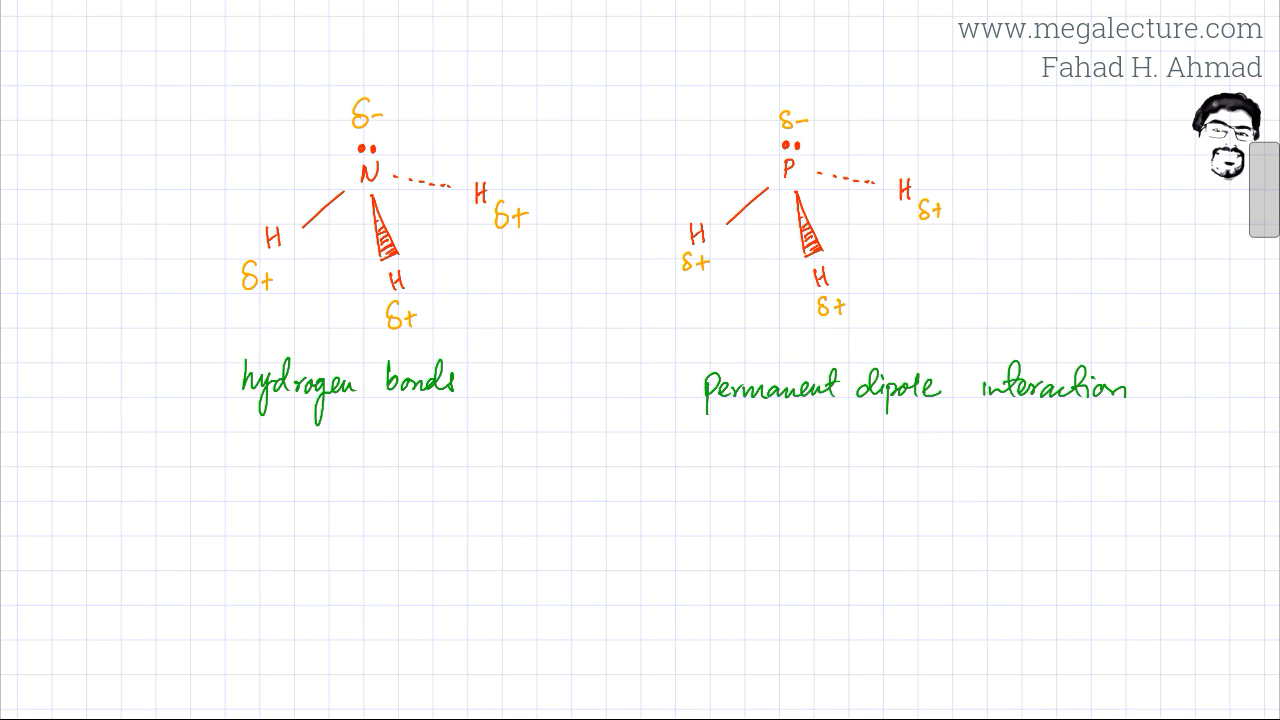 www.megalecture.com
Fahad H. Ahmad
δ-
N
H
δ+
H
δ+
H
δ+
hydrogen bonds
δ-
P
H
δ+
H
δ+
H
δ+
permanent dipole interaction